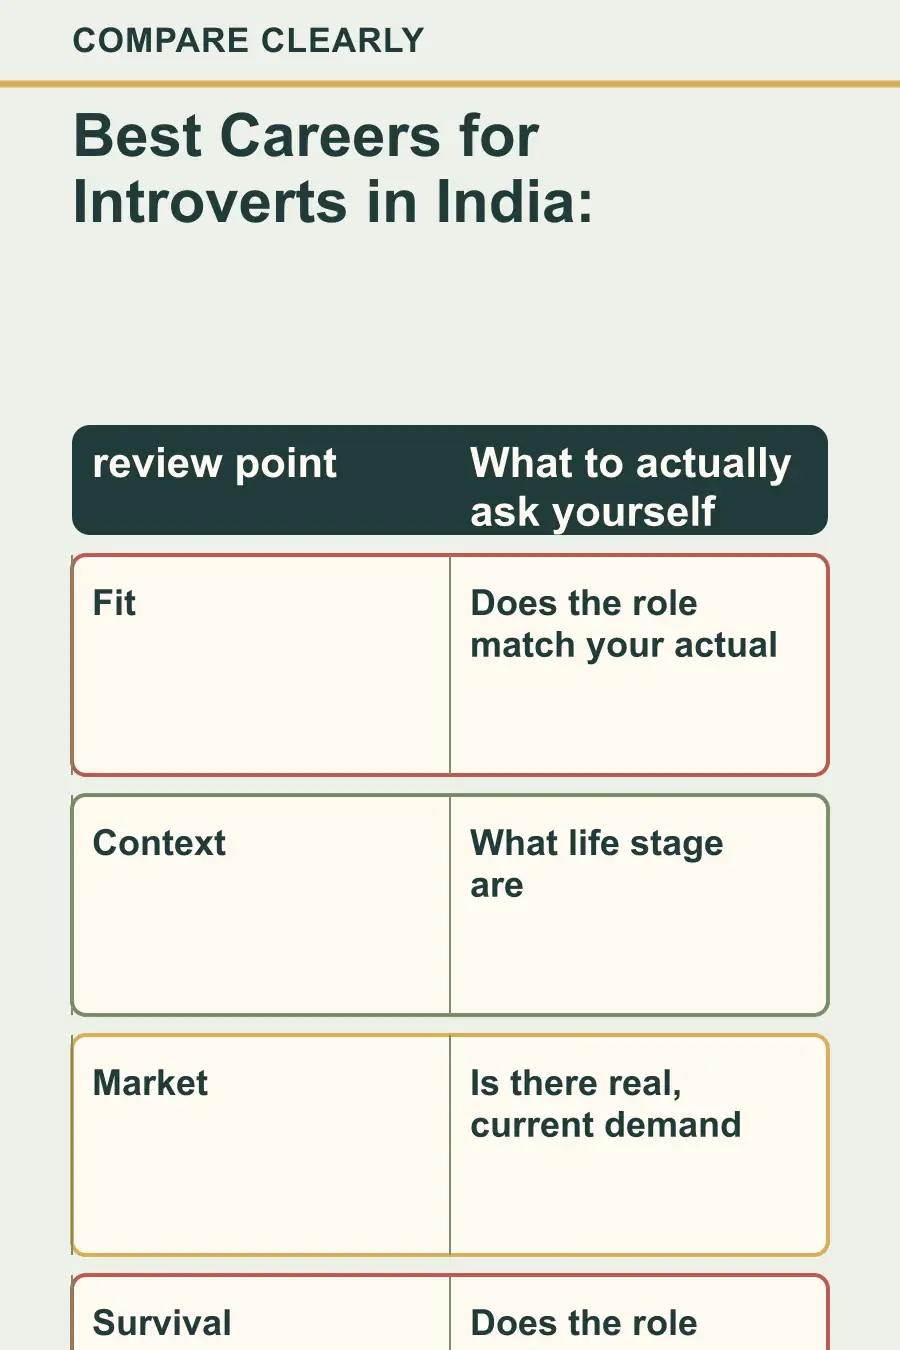 COMPARE CLEARLY
Best Careers for
Introverts in India:
review point
What to actually
ask yourself
Fit
Does the role
match your actual
Context
What life stage
are
Market
Is there real,
current demand
Survival
Does the role